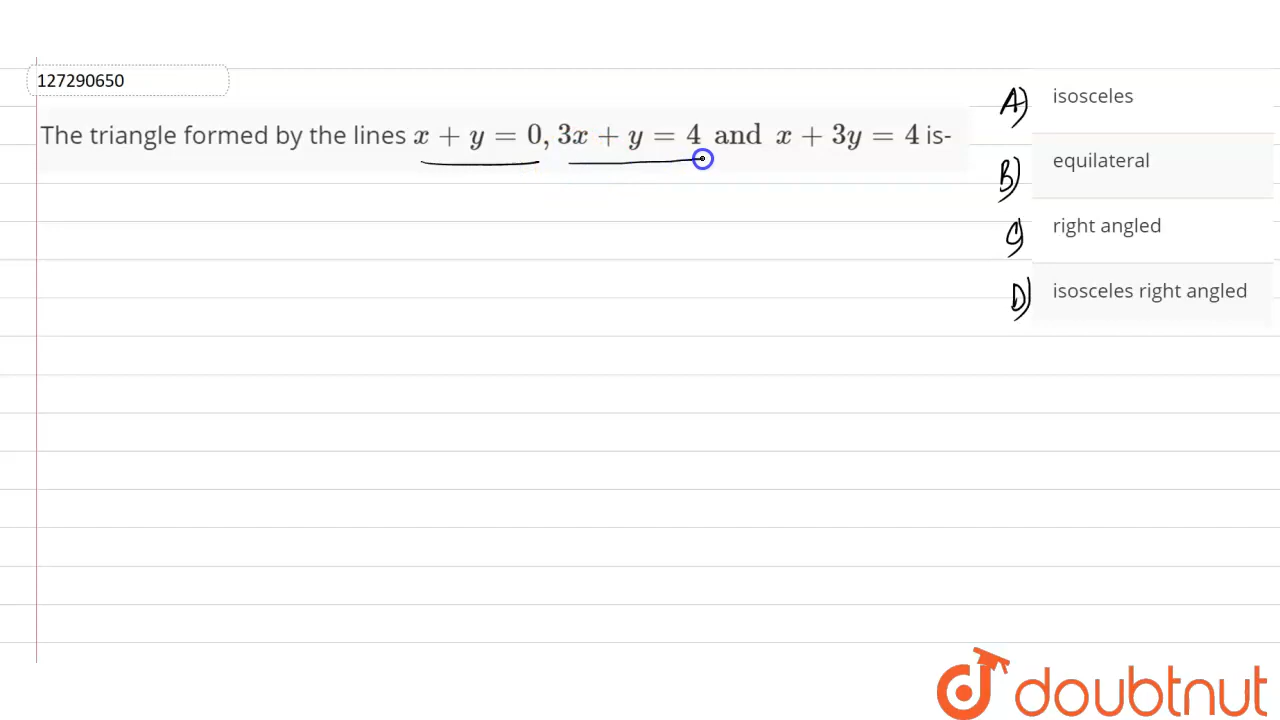 127290650
The triangle formed by the lines x + y = 0, 3x + y = 4 and x + 3y = 4 is-
A) isosceles
B) equilateral
C) right angled
D) isosceles right angled
doubtnut